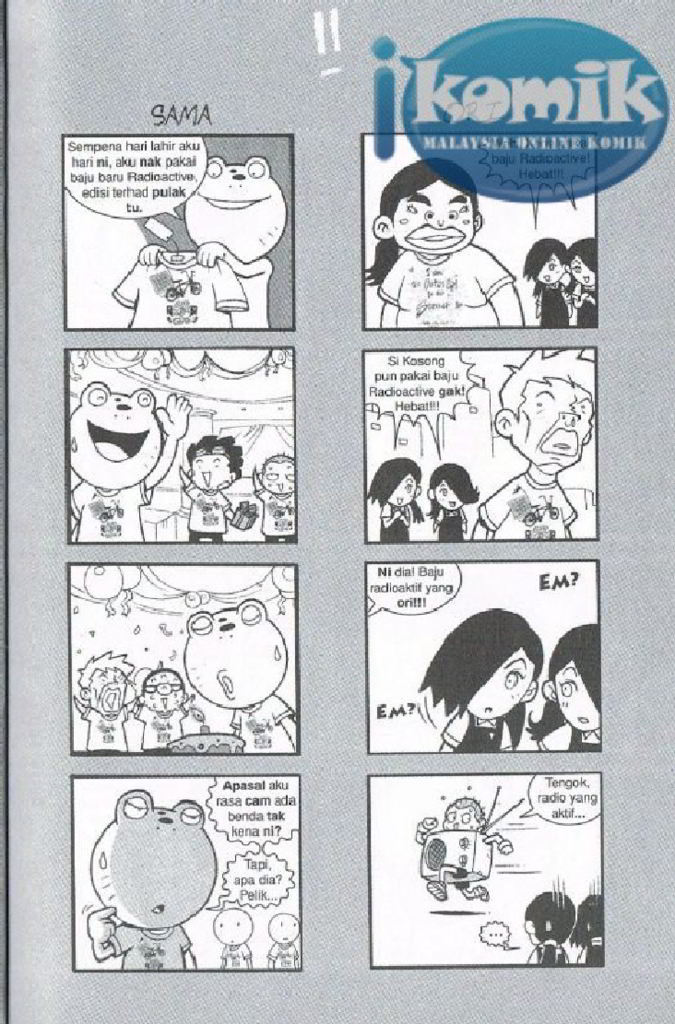 11
ikomik
MALAYSIA ONLINE KOMIK
SAMA
Sempena hari lahir aku
hari ni, aku nak pakai
baju baru Radioactive,
edisi terhad pulak
tu.
Apasal aku
rasa cam ada
benda tak
kena ni?
Tapi,
apa dia?
Pelik...
ORI
baju Radioactive!
Hebat!!!
Si Kosong
pun pakai baju
Radioactive gak!
Hebat!!!
Ni dia! Baju
radioaktif yang
ori!!!
EM?
EM?
Tengok,
radio yang
aktif...
...